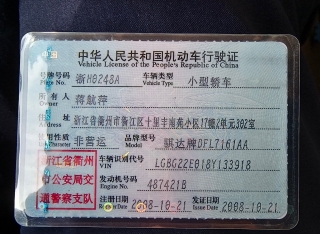 中华人民共和国机动车行驶证
Vehicle License of the People's Republic of China
号牌号码 浙H0248A 车辆类型 小型轿车
Plate No. Vehicle Type
所有人 蒋航萍
Owner
住址 浙江省衢州市衢江区十里丰南苑小区17幢2单元302室
Address
使用性质 非营运 品牌型号 骐达牌DFL7161AA
Model
浙江省衢州 车辆识别代号 LGBG22E018Y133918
VIN
市公安局交 发动机号码 487421B
Engine No.
通警察支队 注册日期 2008-10-21 发证日期 2008-10-21
Register Date Issue Date